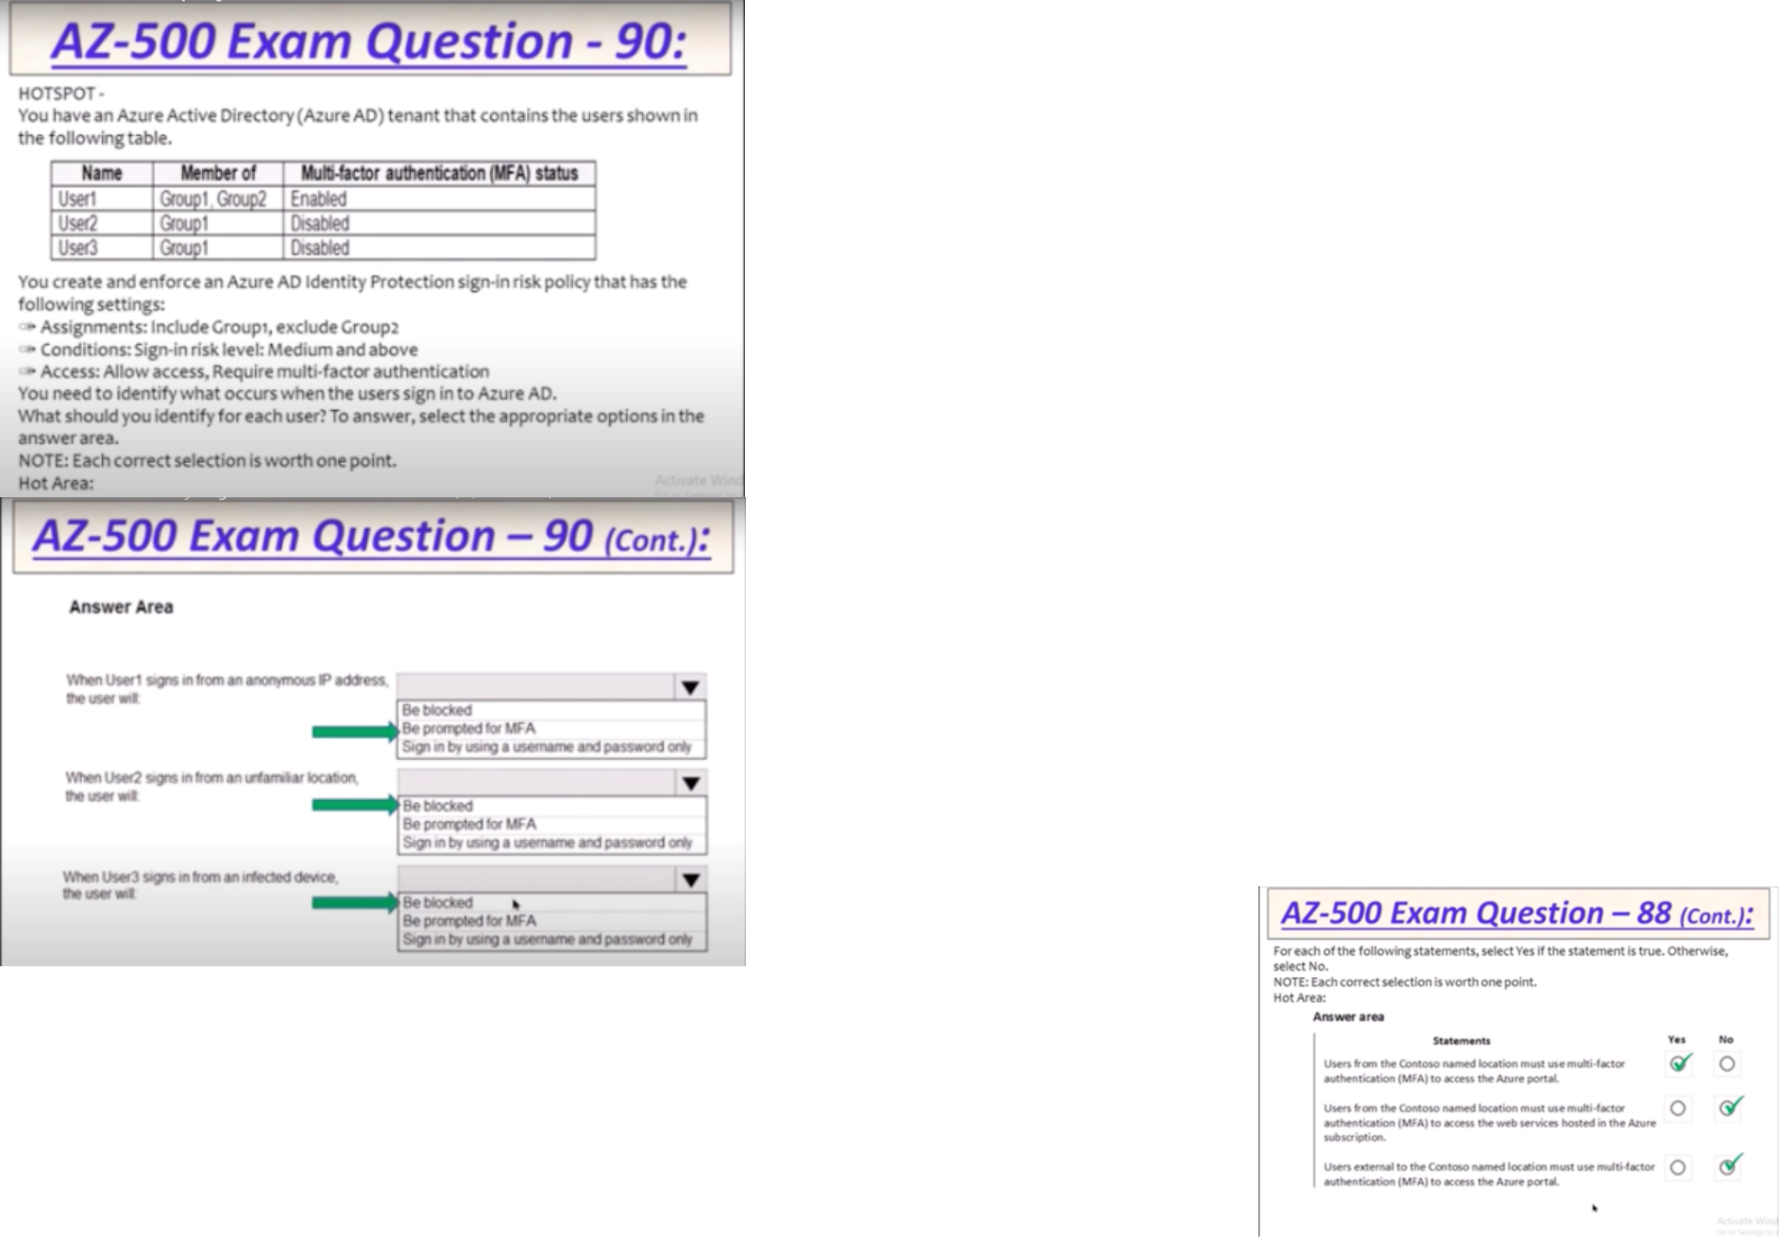 AZ-500 Exam Question - 90:
HOTSPOT -
You have an Azure Active Directory (Azure AD) tenant that contains the users shown in
the following table.
Name Member of Multi-factor authentication (MFA) status
User1 Group1, Group2 Enabled
User2 Group1 Disabled
User3 Group1 Disabled
You create and enforce an Azure AD Identity Protection sign-in risk policy that has the
following settings:
Assignments: Include Group1, exclude Group2
Conditions: Sign-in risk level: Medium and above
Access: Allow access, Require multi-factor authentication
You need to identify what occurs when the users sign in to Azure AD.
What should you identify for each user? To answer, select the appropriate options in the
answer area.
NOTE: Each correct selection is worth one point.
Hot Area:
Activate Wind
AZ-500 Exam Question – 90 (Cont.):
Answer Area
When User1 signs in from an anonymous IP address,
the user will:
Be blocked
Be prompted for MFA
Sign in by using a username and password only
When User2 signs in from an unfamiliar location,
the user will:
Be blocked
Be prompted for MFA
Sign in by using a username and password only
When User3 signs in from an infected device,
the user will:
Be blocked
Be prompted for MFA
Sign in by using a username and password only
AZ-500 Exam Question – 88 (Cont.):
For each of the following statements, select Yes if the statement is true. Otherwise,
select No.
NOTE: Each correct selection is worth one point.
Hot Area:
Answer area
Statements Yes No
Users from the Contoso named location must use multi-factor
authentication (MFA) to access the Azure portal.
Users from the Contoso named location must use multi-factor
authentication (MFA) to access the web services hosted in the Azure
subscription.
Users external to the Contoso named location must use multi-factor
authentication (MFA) to access the Azure portal.
Activate Wind